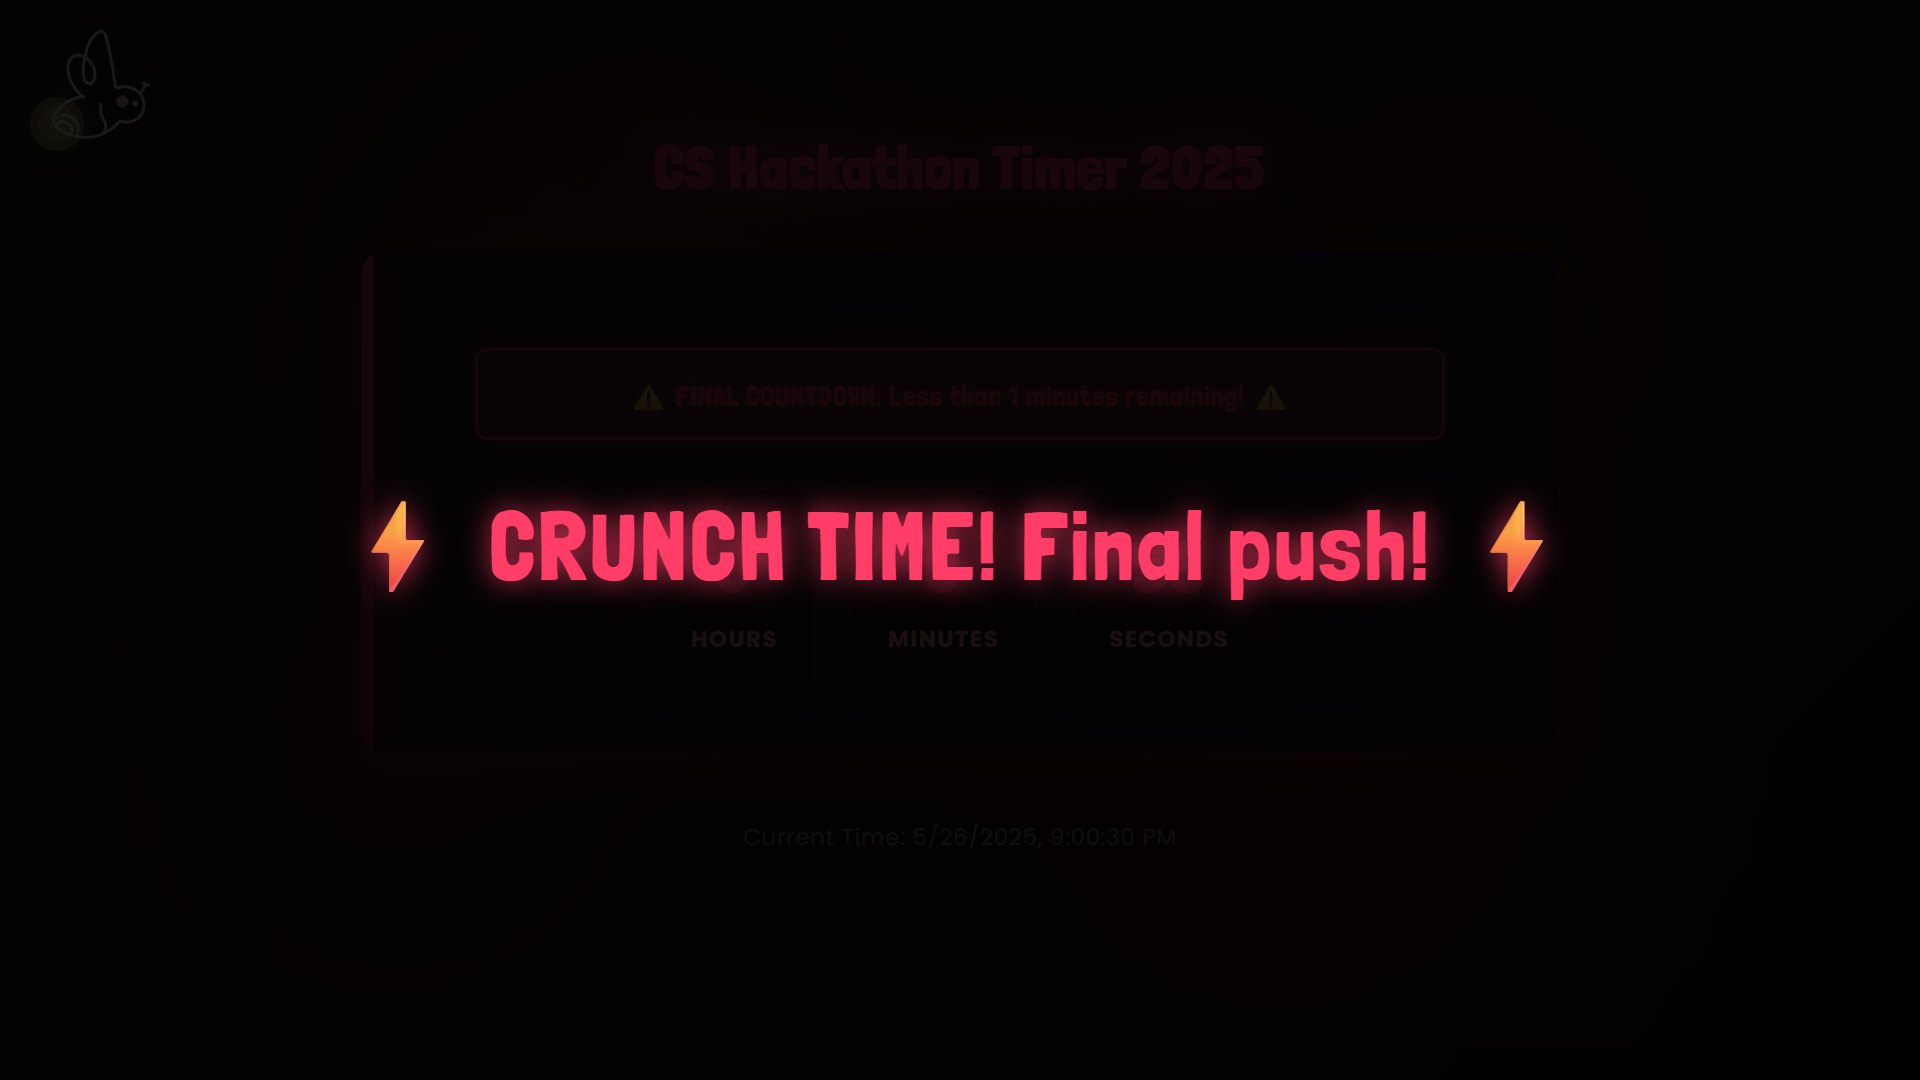 CS Hackathon Timer 2025
⚠ FINAL COUNTDOWN: Less than 1 minutes remaining! ⚠
⚡ CRUNCH TIME! Final push! ⚡
HOURS MINUTES SECONDS
Current Time: 5/26/2025, 9:00:30 PM